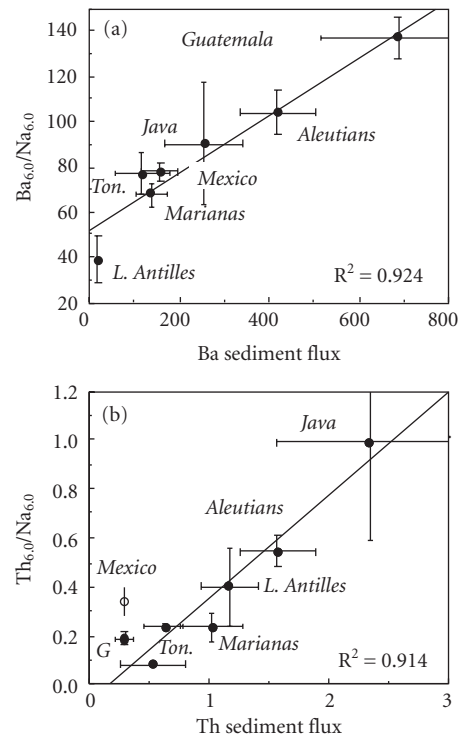 (a)
Guatemala
Java
Aleutians
Mexico
Ton.
Marianas
L. Antilles
R² = 0.924
Ba₆.₀/Na₆.₀
140
120
100
80
60
40
20
0
200
400
600
800
Ba sediment flux
(b)
Java
Aleutians
Mexico
L. Antilles
G
Ton.
Marianas
R² = 0.914
Th₆.₀/Na₆.₀
1.2
1.0
0.8
0.6
0.4
0.2
0.0
0
1
2
3
Th sediment flux